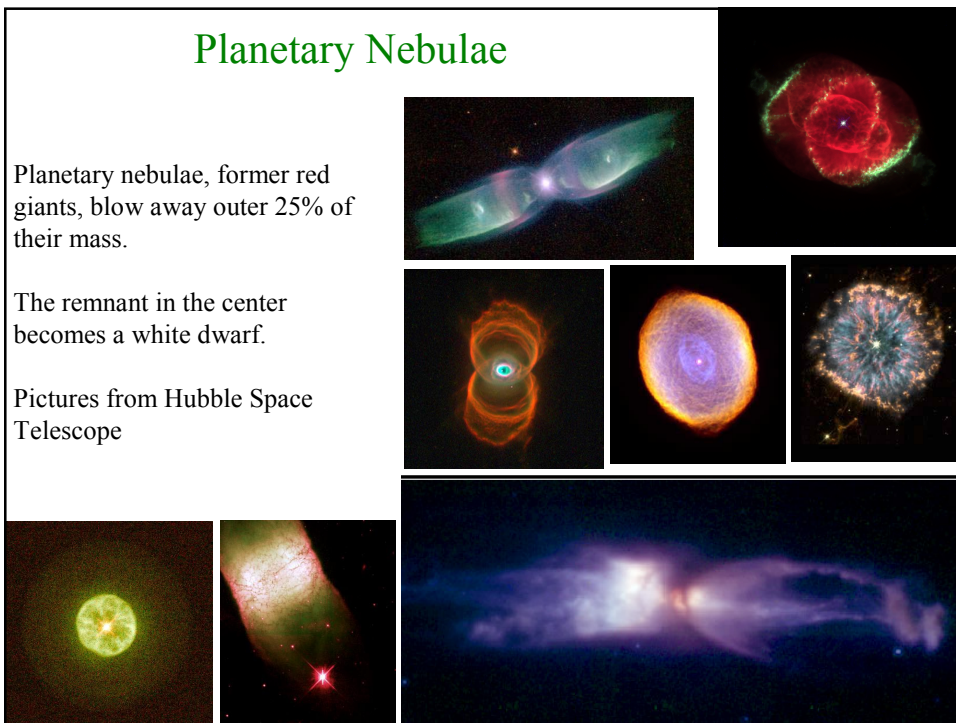 Planetary Nebulae
Planetary nebulae, former red
giants, blow away outer 25% of
their mass.
The remnant in the center
becomes a white dwarf.
Pictures from Hubble Space
Telescope